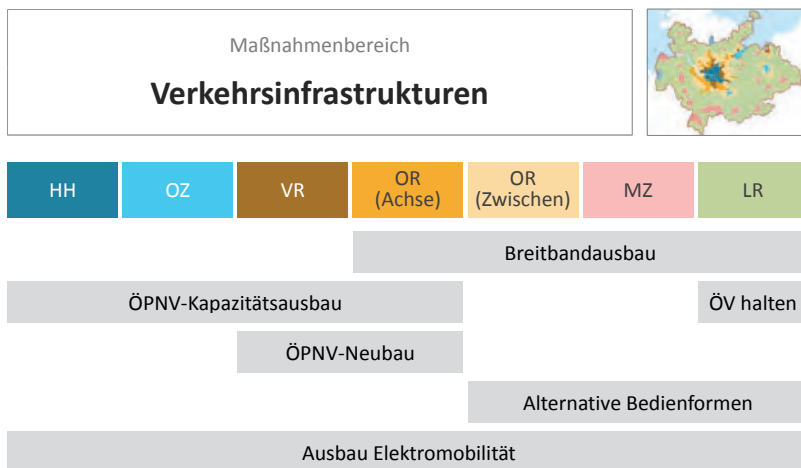 Maßnahmenbereich
Verkehrsinfrastrukturen
HH
OZ
VR
OR
(Achse)
OR
(Zwischen)
MZ
LR
Breitbandausbau
ÖPNV-Kapazitätsausbau
ÖV halten
ÖPNV-Neubau
Alternative Bedienformen
Ausbau Elektromobilität